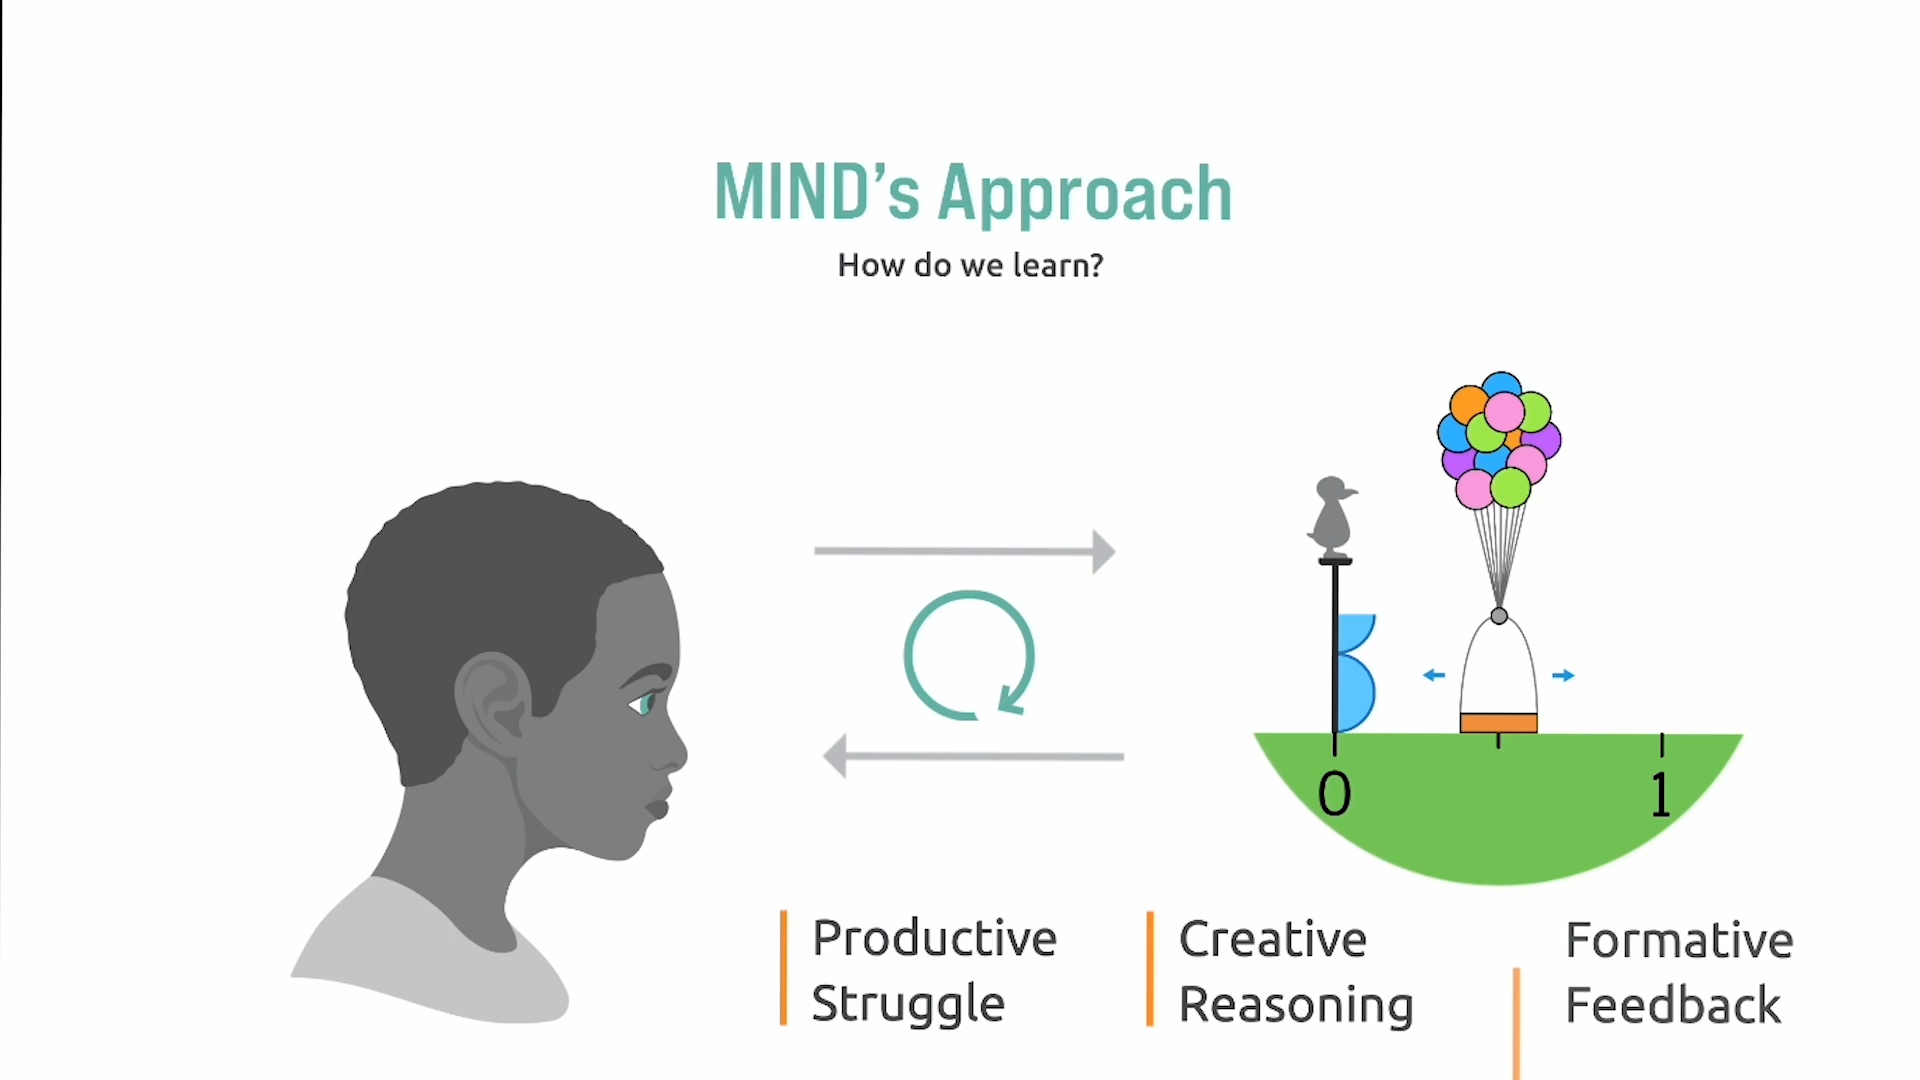 MIND's Approach
How do we learn?
0
1
Productive
Struggle
Creative
Reasoning
Formative
Feedback